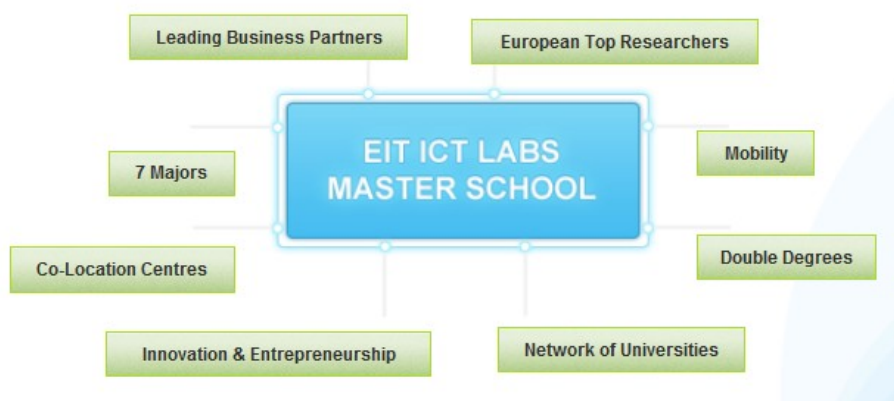 Leading Business Partners
European Top Researchers
EIT ICT LABS
MASTER SCHOOL
7 Majors
Mobility
Co-Location Centres
Double Degrees
Innovation & Entrepreneurship
Network of Universities